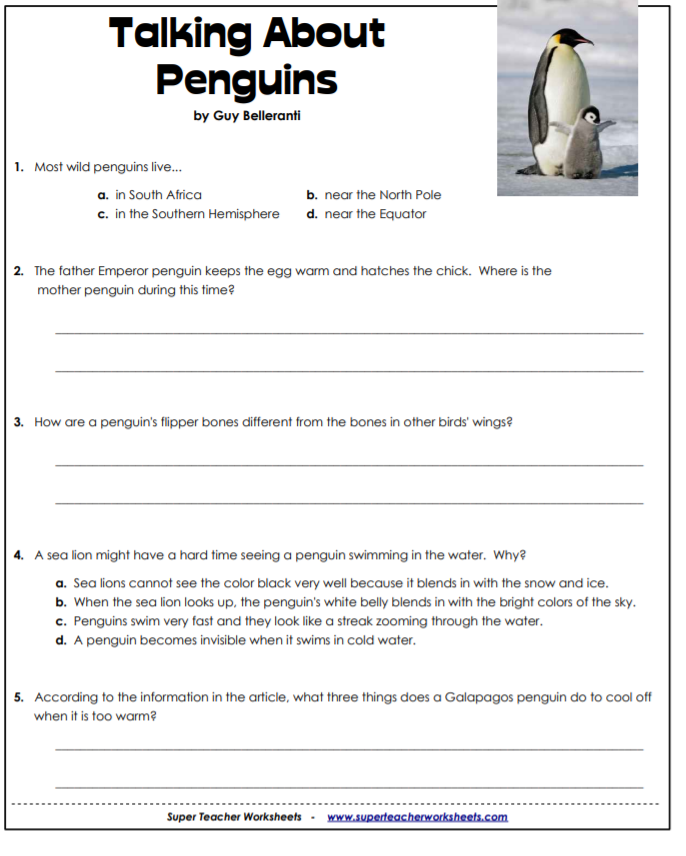 Talking About
Penguins
by Guy Belleranti
1. Most wild penguins live...
a. in South Africa b. near the North Pole
c. in the Southern Hemisphere d. near the Equator
2. The father Emperor penguin keeps the egg warm and hatches the chick. Where is the
mother penguin during this time?
3. How are a penguin's flipper bones different from the bones in other birds' wings?
4. A sea lion might have a hard time seeing a penguin swimming in the water. Why?
a. Sea lions cannot see the color black very well because it blends in with the snow and ice.
b. When the sea lion looks up, the penguin's white belly blends in with the bright colors of the sky.
c. Penguins swim very fast and they look like a streak zooming through the water.
d. A penguin becomes invisible when it swims in cold water.
5. According to the information in the article, what three things does a Galapagos penguin do to cool off
when it is too warm?
Super Teacher Worksheets - www.superteacherworksheets.com